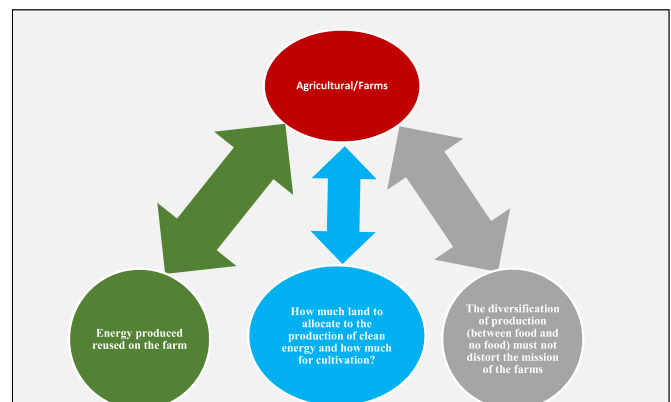 Agricultural/Farms
Energy produced
reused on the farm
How much land to
allocate to the
production of clean
energy and how much
for cultivation?
The diversification
of production
(between food and
no food) must not
distort the mission
of the farms